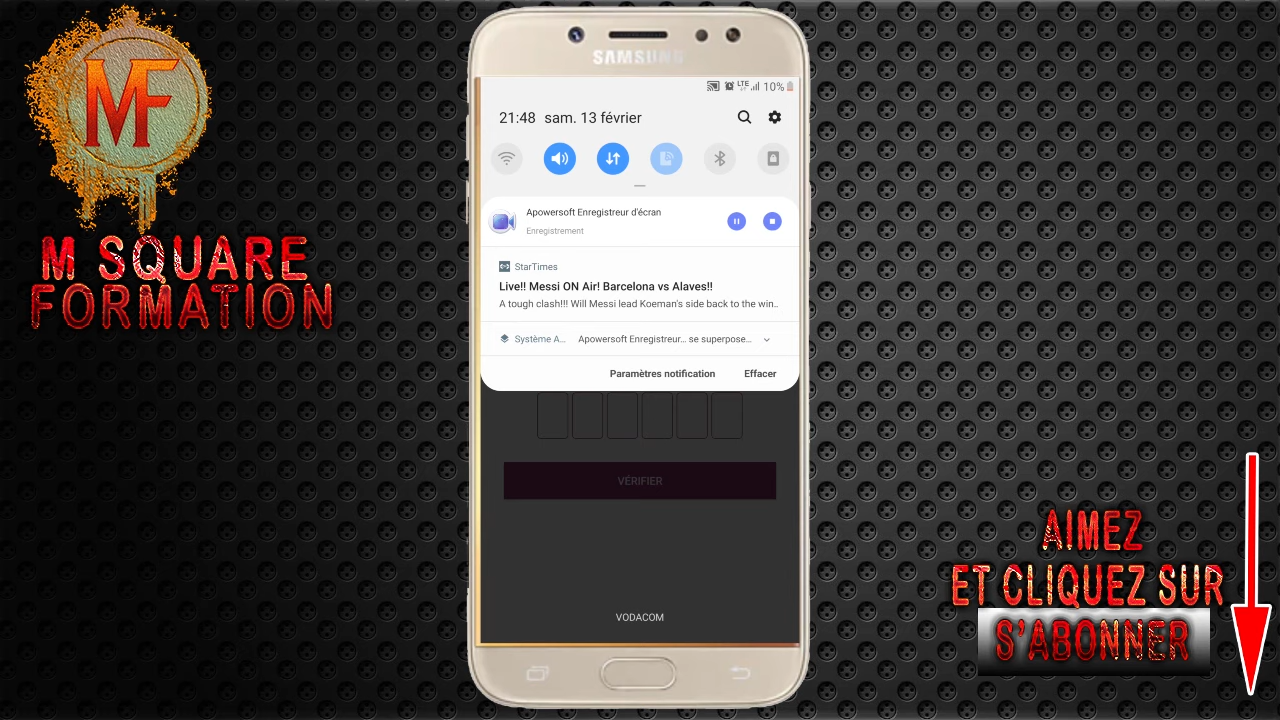 MF
M SQUARE
FORMATION
SAMSUNG
LTE 10%
21:48 sam. 13 février
Apowersoft Enregistreur d'écran
Enregistrement
StarTimes
Live!! Messi ON Air! Barcelona vs Alaves!!
A tough clash!!! Will Messi lead Koeman's side back to the win..
Système A... Apowersoft Enregistreur... se superpose...
Paramètres notification Effacer
VÉRIFIER
VODACOM
AIMEZ
ET CLIQUEZ SUR
S'ABONNER